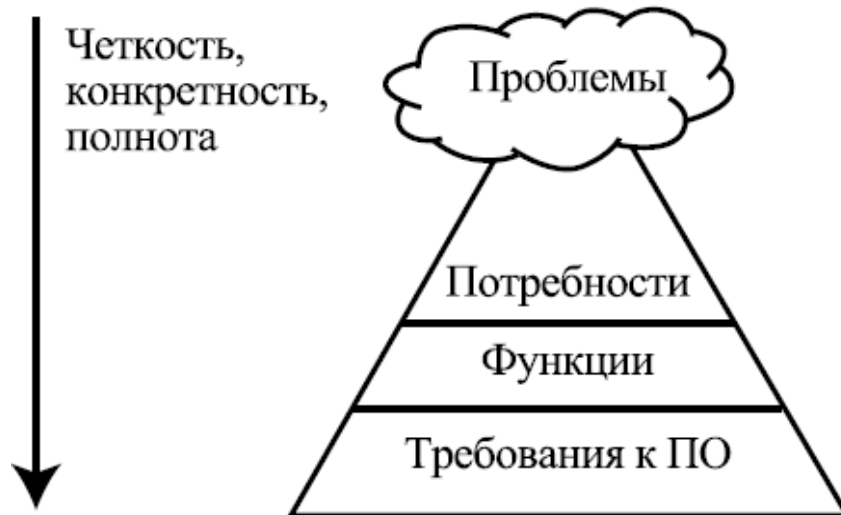 Четкость,
конкретность,
полнота
Проблемы
Потребности
Функции
Требования к ПО